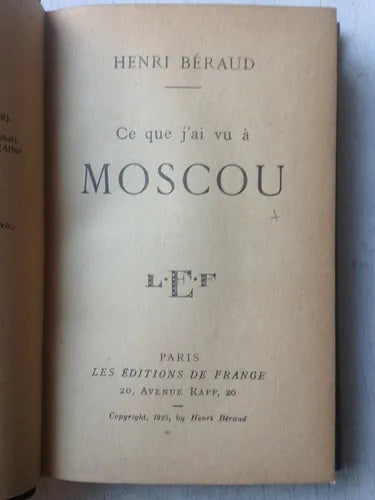 HENRI BÉRAUD
Ce que j'ai vu à
MOSCOU
L·E·F
PARIS
LES ÉDITIONS DE FRANCE
20, AVENUE RAPP, 20
Copyright, 1925, by Henri Béraud